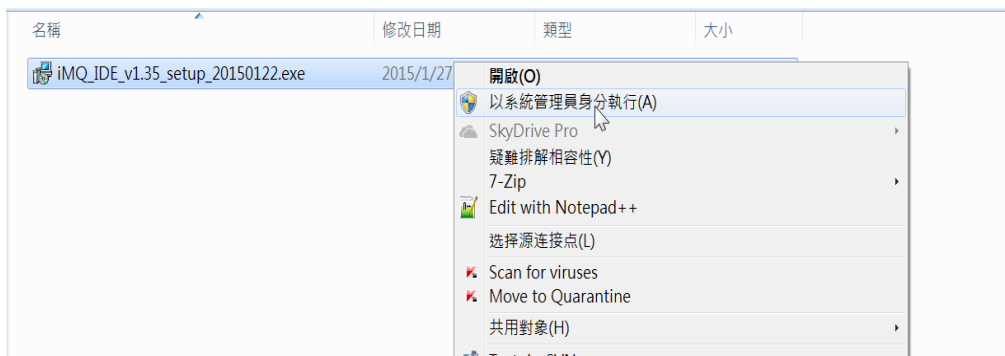 名稱 修改日期 類型 大小
iMQ_IDE_v1.35_setup_20150122.exe 2015/1/27
開啟(O)
以系統管理員身分執行(A)
SkyDrive Pro
疑難排解相容性(Y)
7-Zip
Edit with Notepad++
选择源连接点(L)
Scan for viruses
Move to Quarantine
共用對象(H)